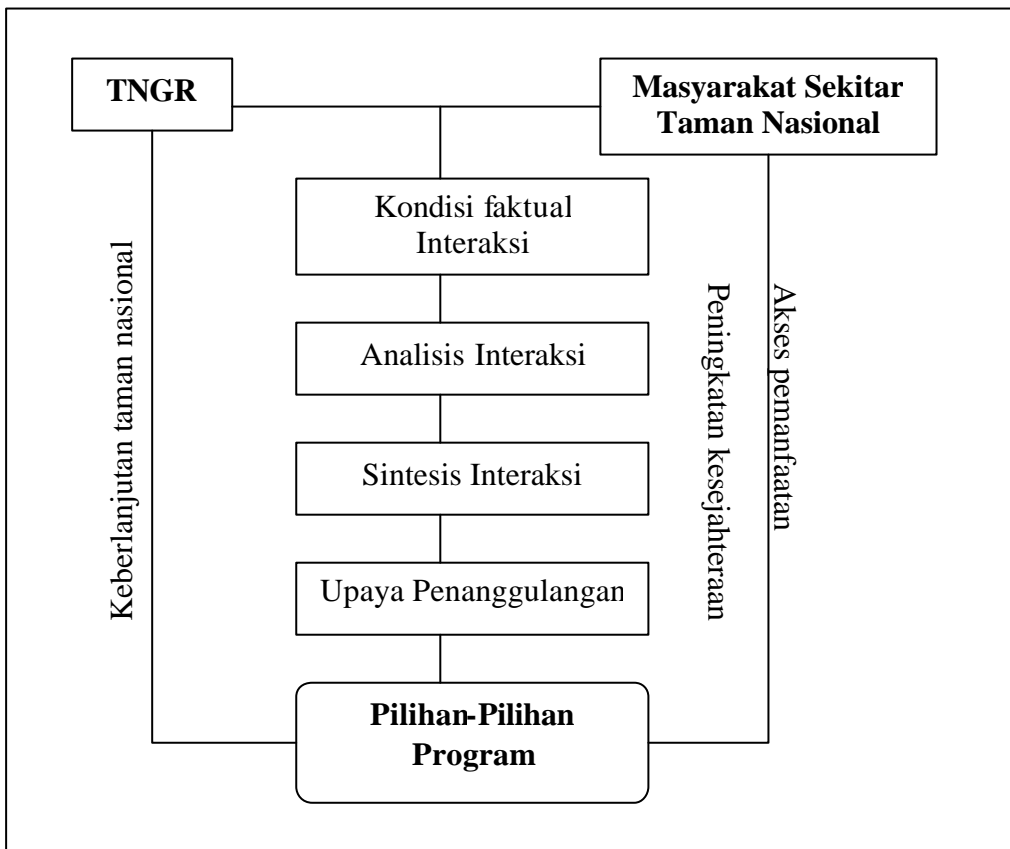 TNGR
Masyarakat Sekitar
Taman Nasional
Kondisi faktual
Interaksi
Analisis Interaksi
Sintesis Interaksi
Upaya Penanggulangan
Pilihan-Pilihan
Program
Keberlanjutan taman nasional
Peningkatan kesejahteraan
Akses pemanfaatan